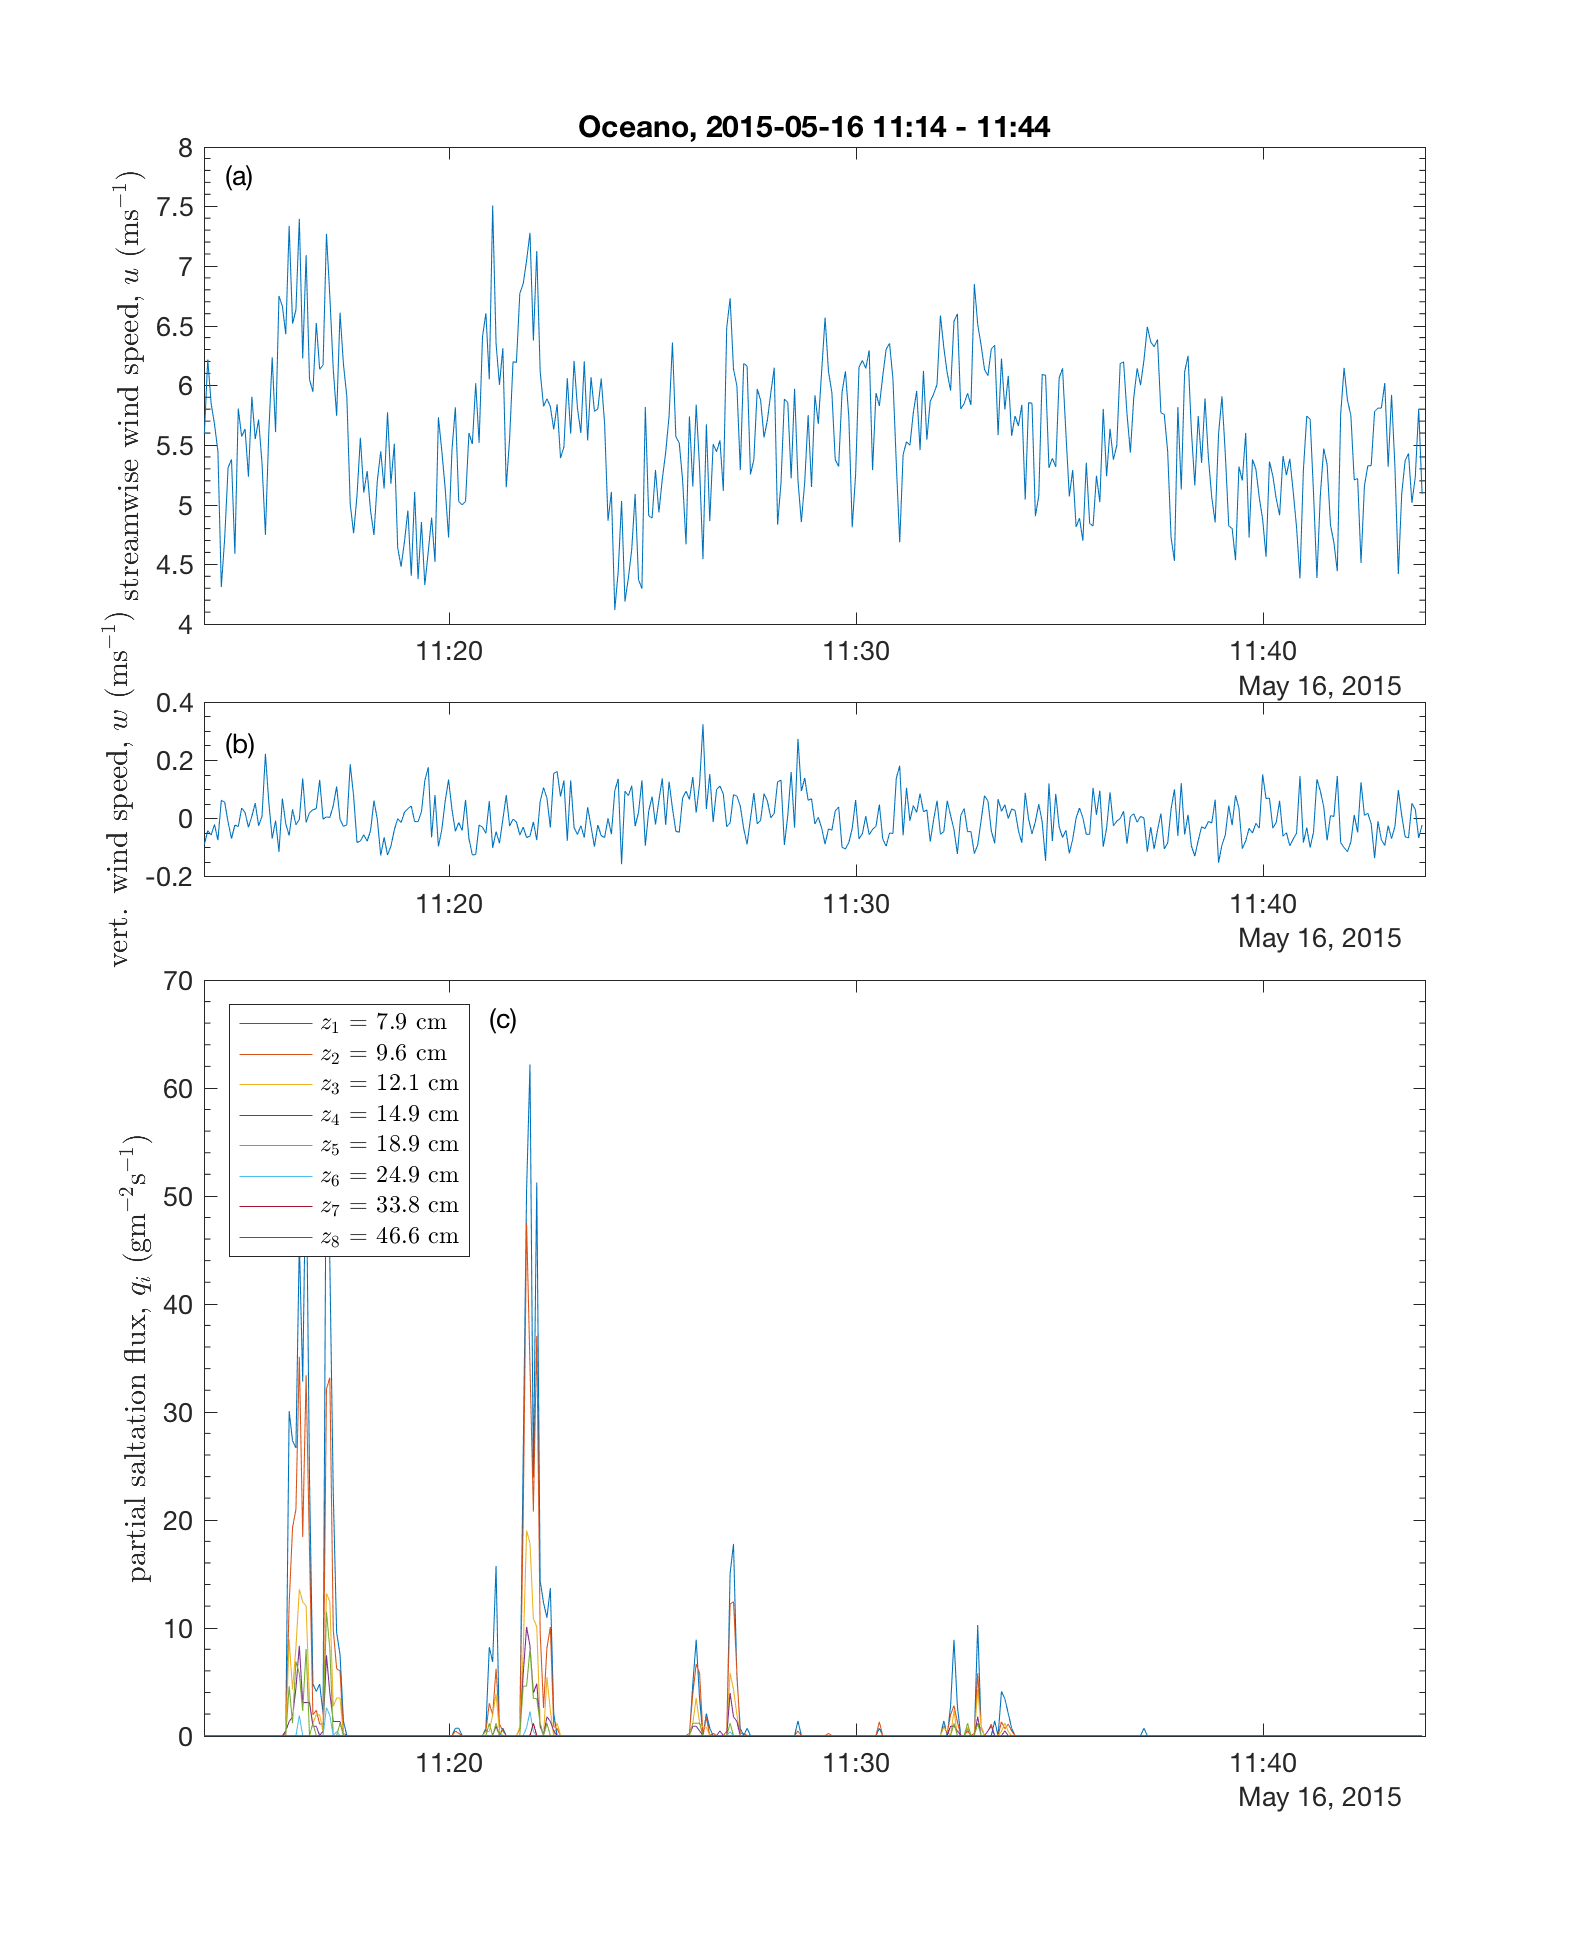 Oceano, 2015-05-16 11:14 - 11:44
(a)
streamwise wind speed, u (ms⁻¹)
8
7.5
7
6.5
6
5.5
5
4.5
4
11:20 11:30 11:40
May 16, 2015
(b)
vert. wind speed, w (ms⁻¹)
0.4
0.2
0
-0.2
11:20 11:30 11:40
May 16, 2015
(c)
partial saltation flux, qᵢ (gm⁻²s⁻¹)
70
60
50
40
30
20
10
0
z₁ = 7.9 cm
z₂ = 9.6 cm
z₃ = 12.1 cm
z₄ = 14.9 cm
z₅ = 18.9 cm
z₆ = 24.9 cm
z₇ = 33.8 cm
z₈ = 46.6 cm
11:20 11:30 11:40
May 16, 2015